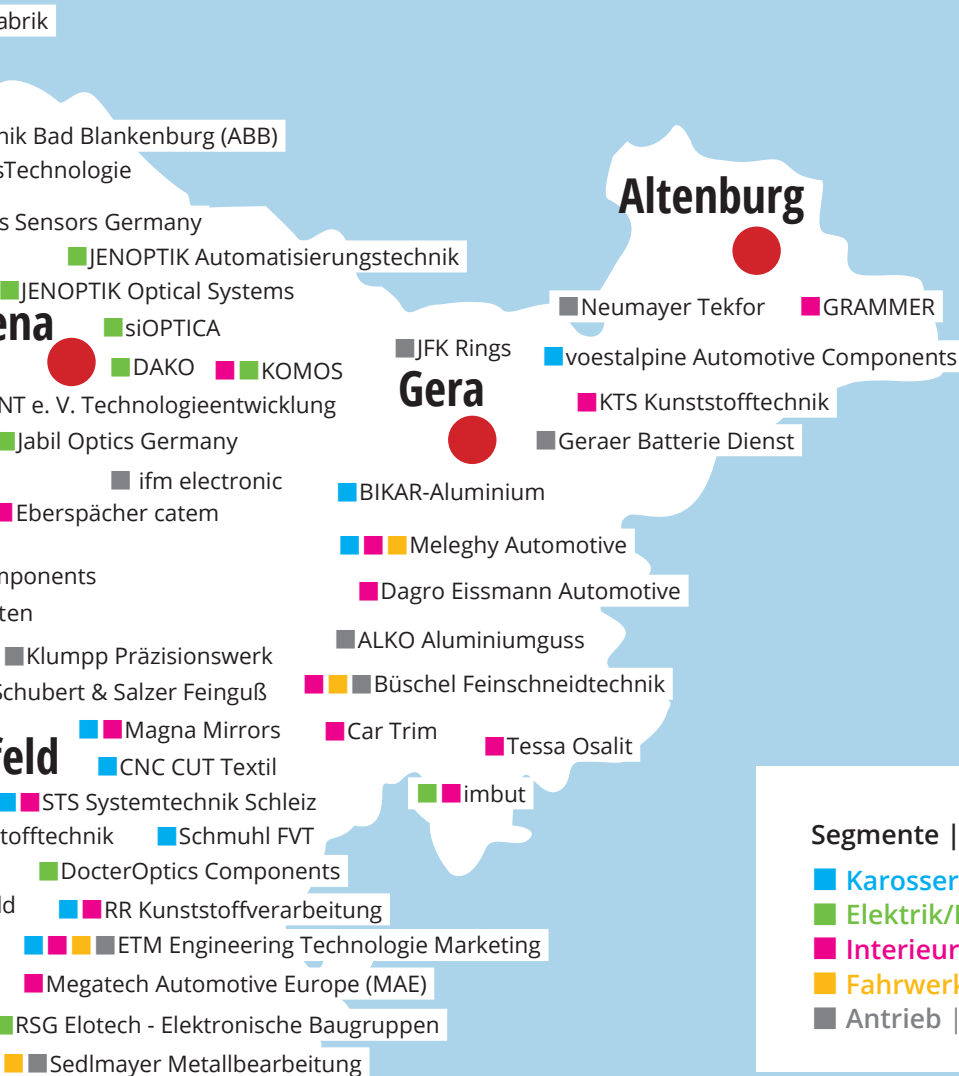 abrik
nik Bad Blankenburg (ABB)
sTechnologie
s Sensors Germany
JENOPTIK Automatisierungstechnik
JENOPTIK Optical Systems
ena
siOPTICA
DAKO
KOMOS
NT e. V. Technologieentwicklung
Jabil Optics Germany
ifm electronic
Eberspächer catem
Altenburg
Neumayer Tekfor
GRAMMER
JFK Rings
voestalpine Automotive Components
Gera
KTS Kunststofftechnik
Geraer Batterie Dienst
BIKAR-Aluminium
Meleghy Automotive
mponents
Dagro Eissmann Automotive
ten
ALKO Aluminiumguss
Klumpp Präzisionswerk
Schubert & Salzer Feinguß
Büschel Feinschneidtechnik
Magna Mirrors
Car Trim
Tessa Osalit
feld
CNC CUT Textil
imbut
STS Systemtechnik Schleiz
tofftechnik
Schmuhl FVT
DocterOptics Components
ld
RR Kunststoffverarbeitung
ETM Engineering Technologie Marketing
Megatech Automotive Europe (MAE)
RSG Elotech - Elektronische Baugruppen
Sedlmayer Metallbearbeitung
Segmente |
Karosser
Elektrik/
Interieur
Fahrwerk
Antrieb |